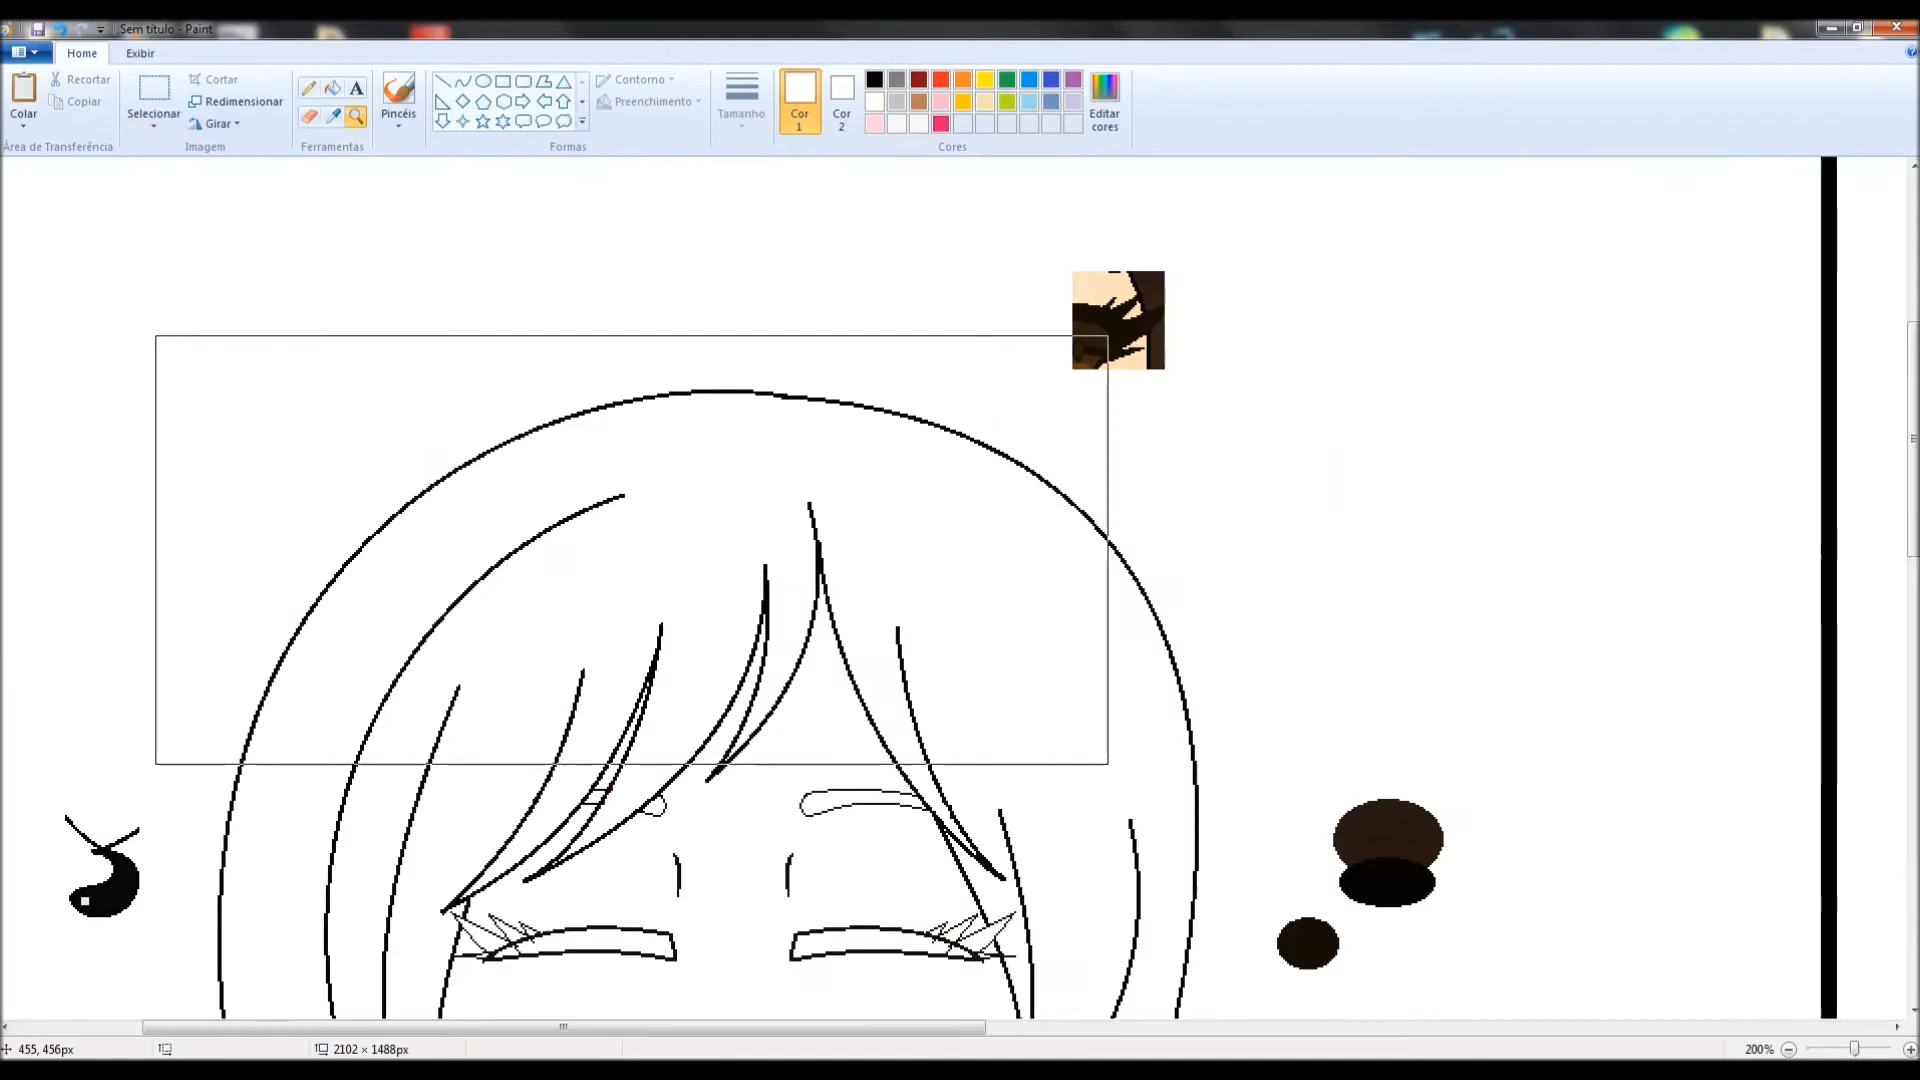 Sem título - Paint
Home Exibir
Colar
Recortar
Copiar
Área de Transferência
Selecionar
Cortar
Redimensionar
Girar
Imagem
A
Ferramentas
Pincéis
Formas
Contorno
Preenchimento
Tamanho
Cor
1
Cor
2
Editar
cores
Cores
455, 456px
2102 × 1488px
200%